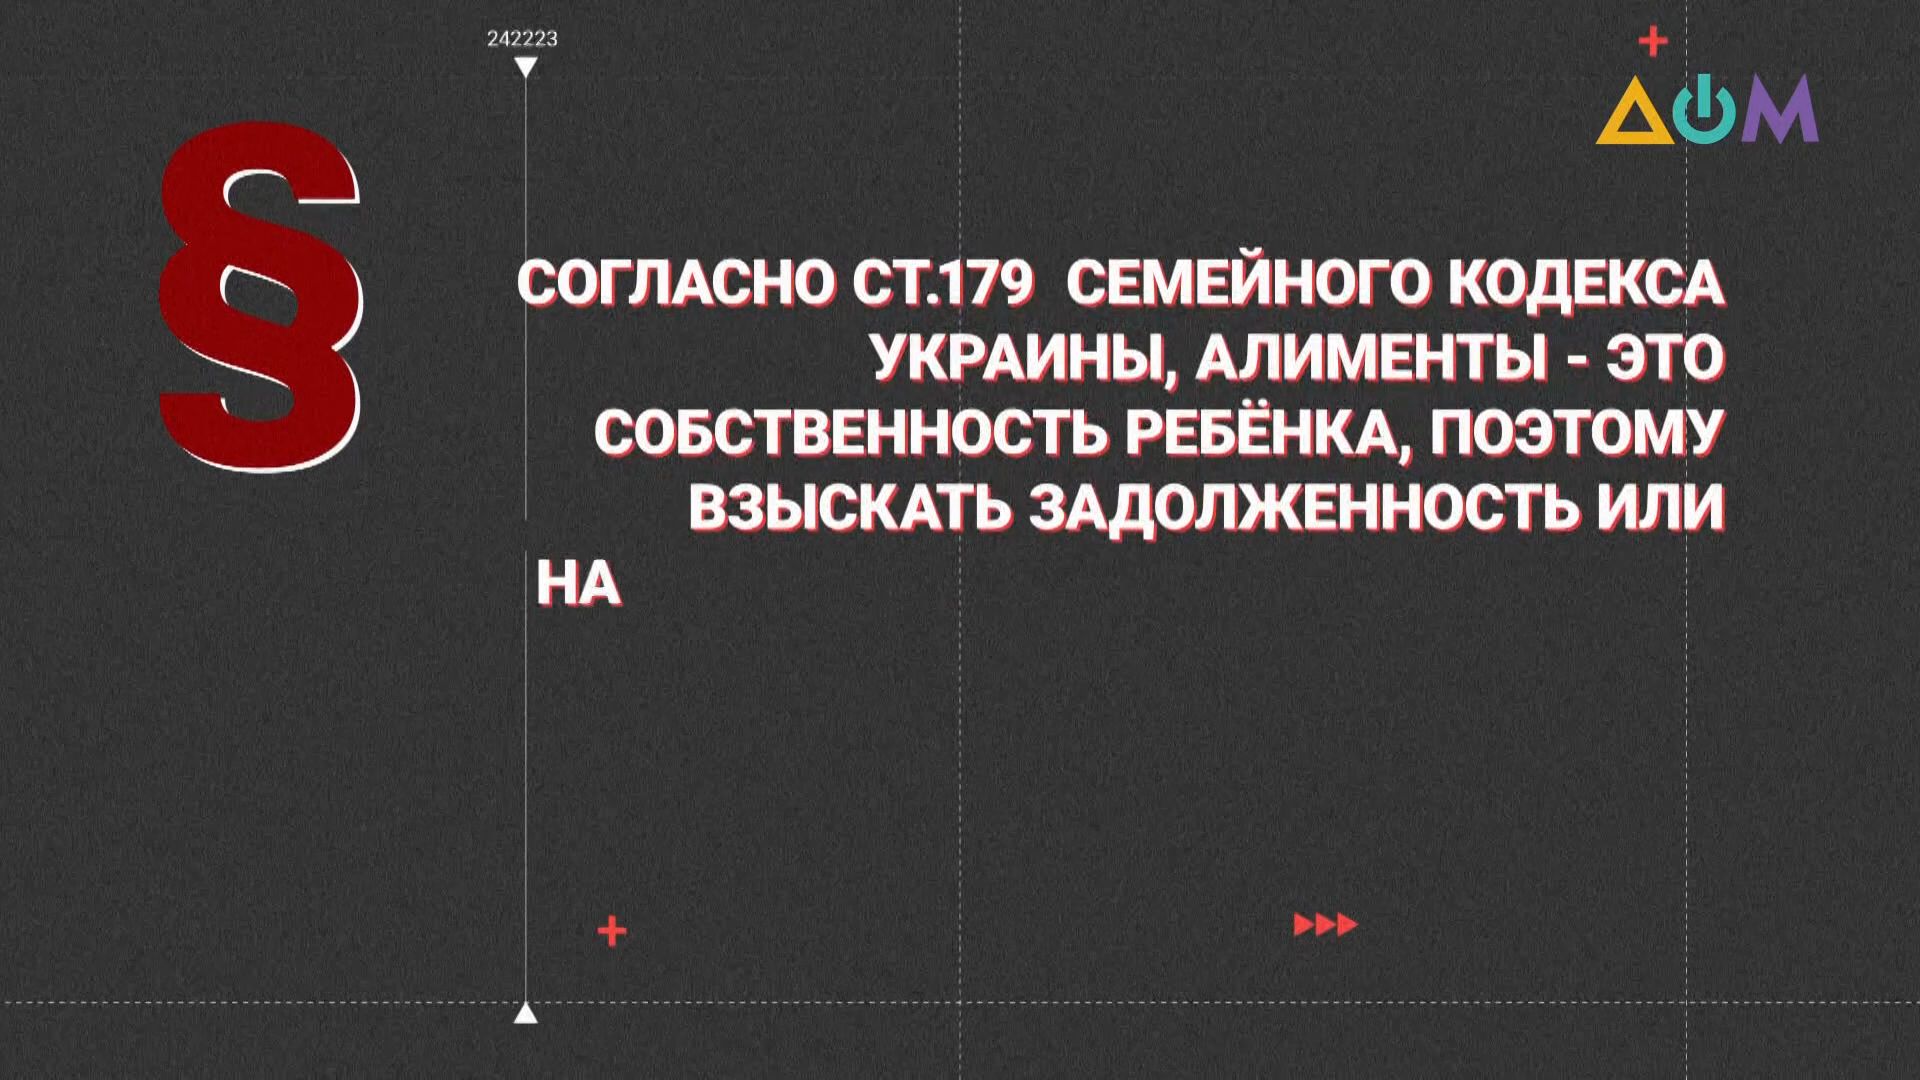 242223
ДОМ
§
СОГЛАСНО СТ.179 СЕМЕЙНОГО КОДЕКСА
УКРАИНЫ, АЛИМЕНТЫ - ЭТО
СОБСТВЕННОСТЬ РЕБЁНКА, ПОЭТОМУ
ВЗЫСКАТЬ ЗАДОЛЖЕННОСТЬ ИЛИ
НА